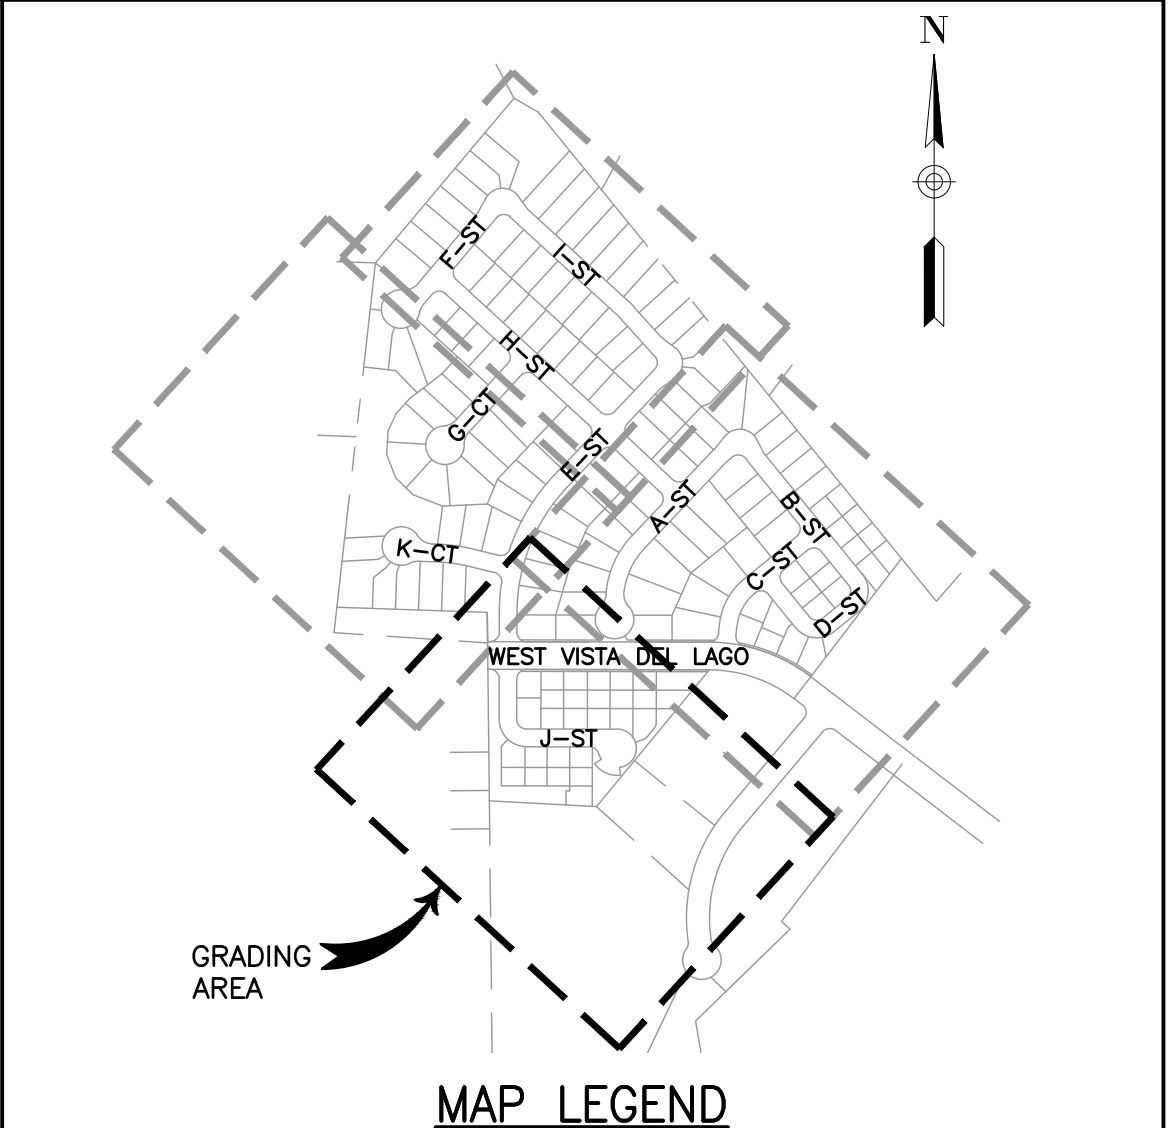 N
F-ST
I-ST
H-ST
G-CT
E-ST
A-ST
B-ST
K-CT
C-ST
D-ST
WEST VISTA DEL LAGO
J-ST
GRADING
AREA
MAP LEGEND